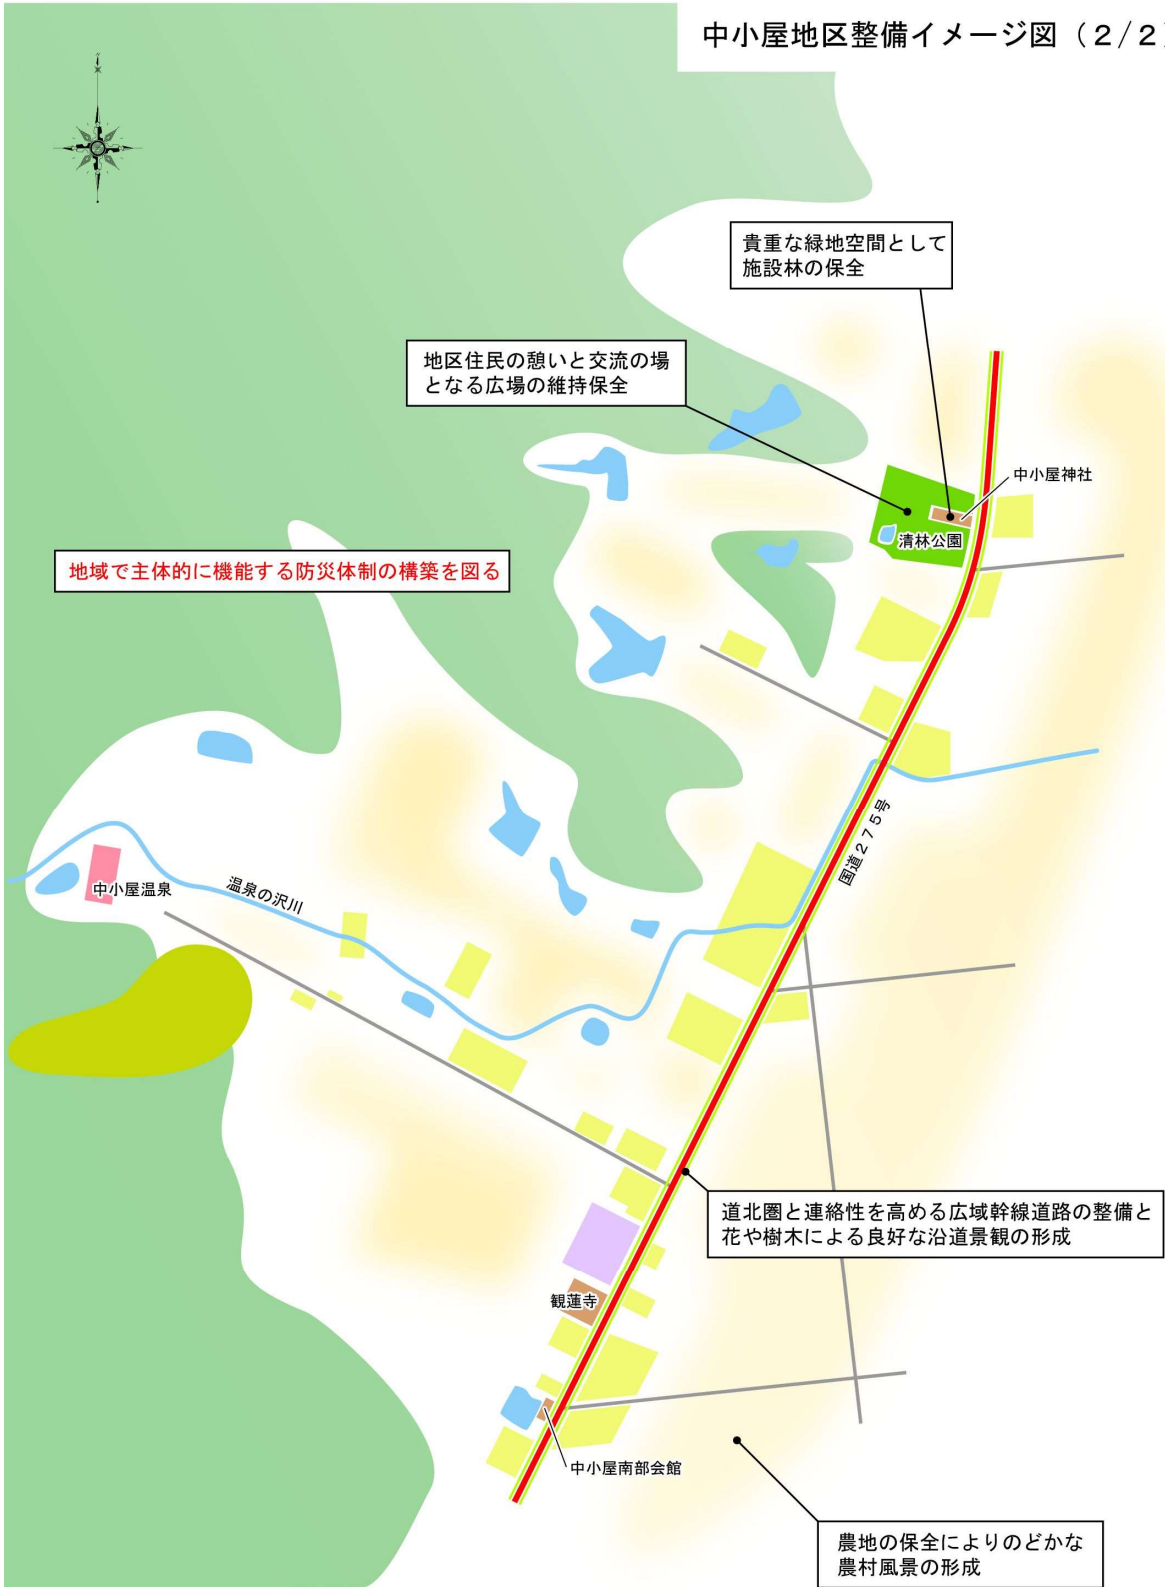 中小屋地区整備イメージ図（２/２）
貴重な緑地空間として
施設林の保全
地区住民の憩いと交流の場
となる広場の維持保全
中小屋神社
清林公園
地域で主体的に機能する防災体制の構築を図る
国道２７５号
中小屋温泉
温泉の沢川
道北圏と連絡性を高める広域幹線道路の整備と
花や樹木による良好な沿道景観の形成
観蓮寺
中小屋南部会館
農地の保全によりのどかな
農村風景の形成